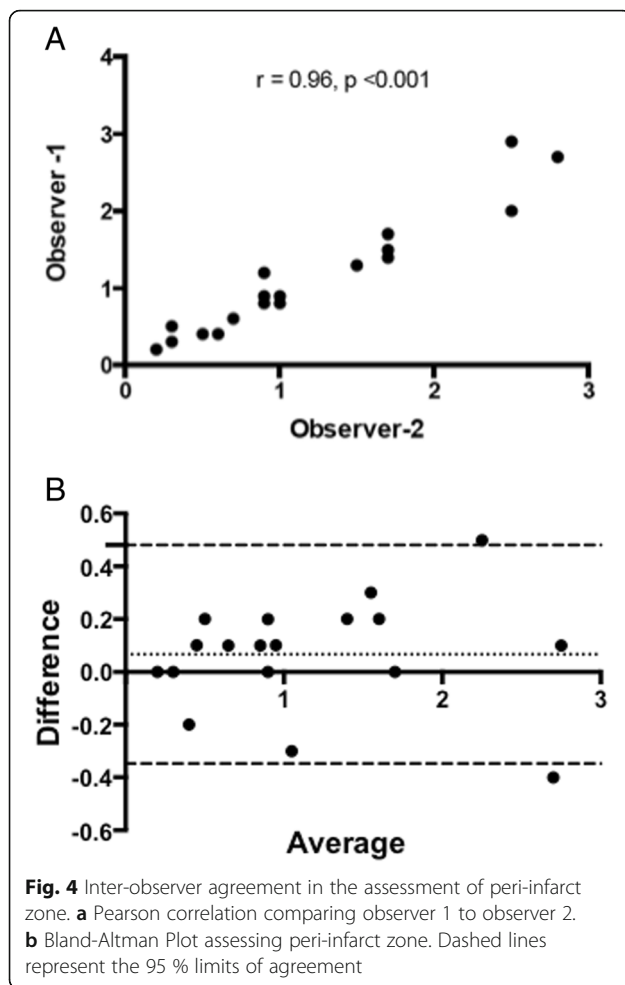 A
r = 0.96, p <0.001
Observer -1
4
3
2
1
0
0 1 2 3
Observer-2
B
Difference
0.6
0.4
0.2
0.0
-0.2
-0.4
-0.6
1 2 3
Average
Fig. 4 Inter-observer agreement in the assessment of peri-infarct
zone. a Pearson correlation comparing observer 1 to observer 2.
b Bland-Altman Plot assessing peri-infarct zone. Dashed lines
represent the 95 % limits of agreement